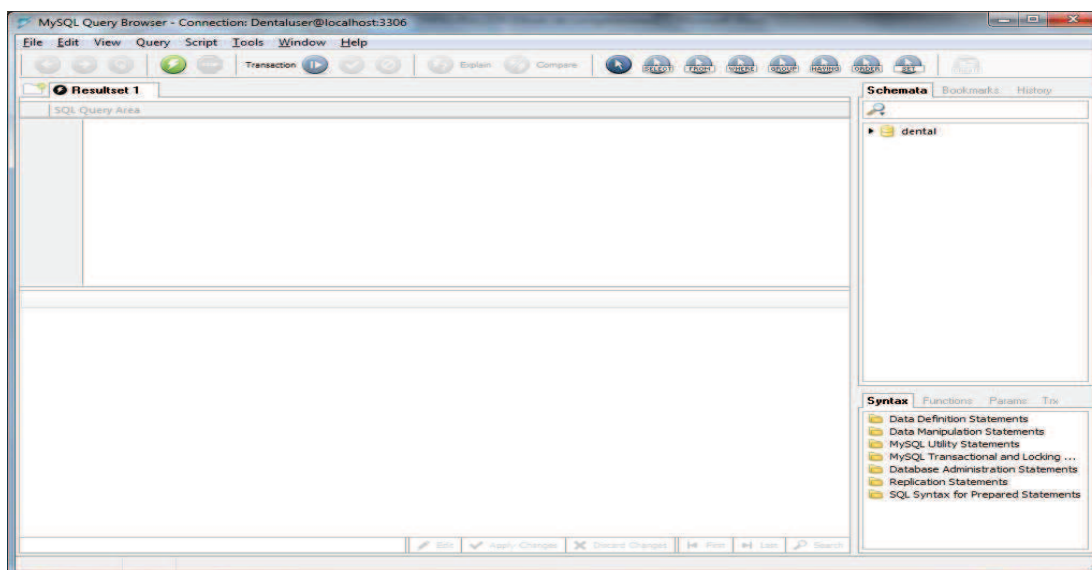 MySQL Query Browser - Connection: Dentaluser@localhost:3306
File Edit View Query Script Tools Window Help
Transaction Explain Compare SELECT FROM WHERE GROUP HAVING ORDER SET
Resultset 1
SQL Query Area
Schemata Bookmarks History
dental
Syntax Functions Params Trx
Data Definition Statements
Data Manipulation Statements
MySQL Utility Statements
MySQL Transactional and Locking ...
Database Administration Statements
Replication Statements
SQL Syntax for Prepared Statements
Edit Apply Changes Discard Changes First Last Search